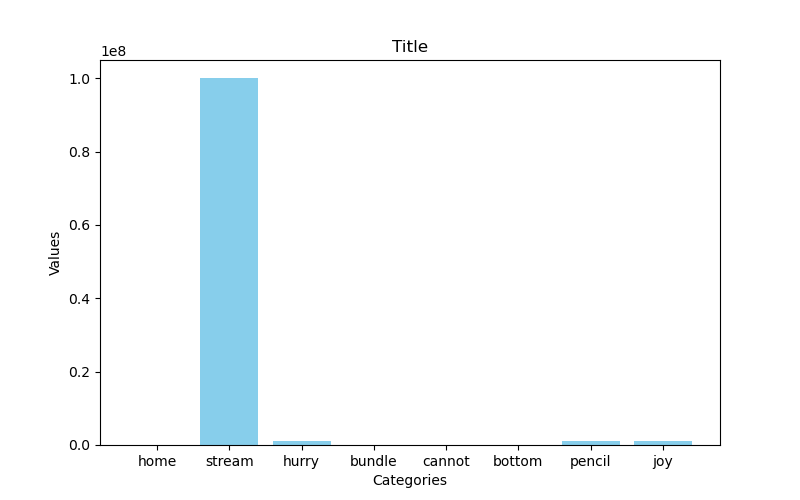 Title
1e8
1.0
0.8
0.6
0.4
0.2
0.0
Values
home stream hurry bundle cannot bottom pencil joy
Categories